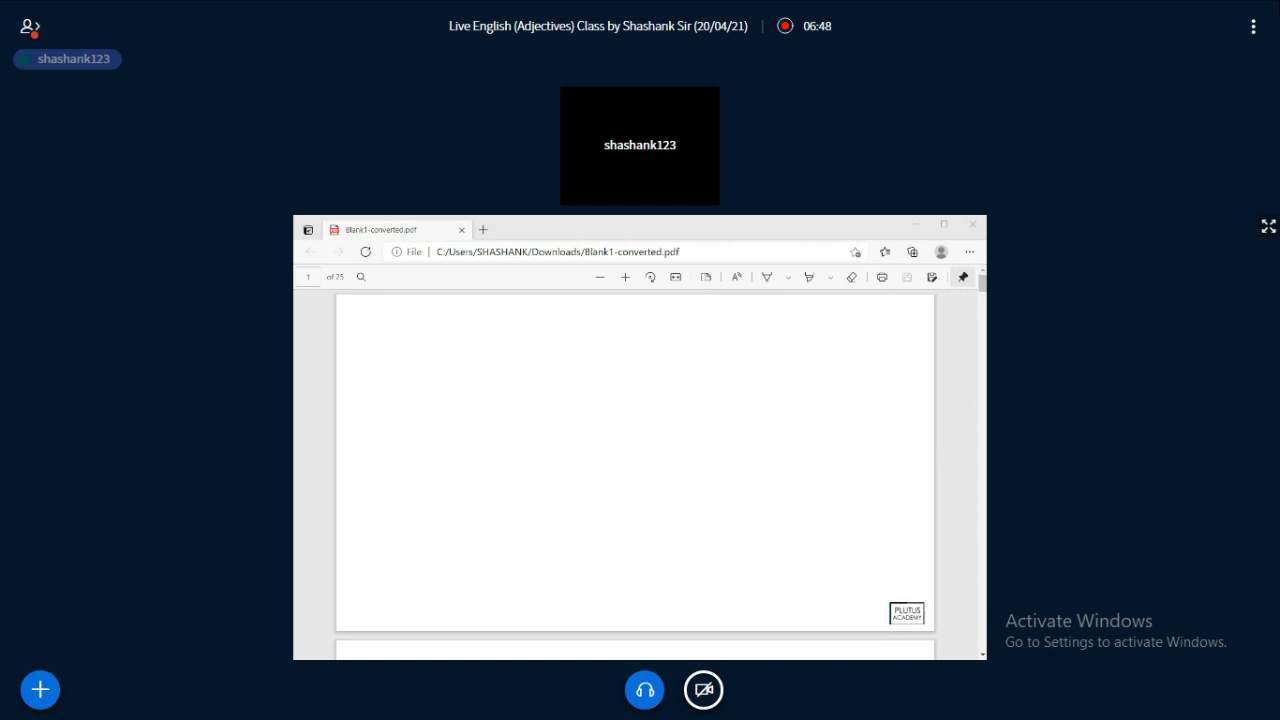 Live English (Adjectives) Class by Shashank Sir (20/04/21)
06:48
shashank123
shashank123
Blank1-converted.pdf
File
C:/Users/SHASHANK/Downloads/Blank1-converted.pdf
1 of 25
PLUTUS
ACADEMY
Activate Windows
Go to Settings to activate Windows.